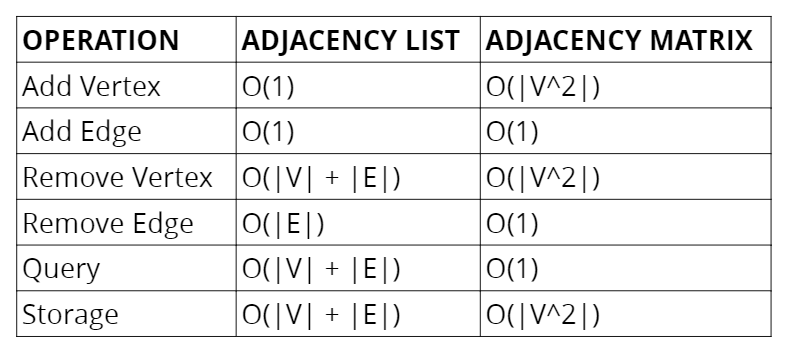 OPERATION ADJACENCY LIST ADJACENCY MATRIX
Add Vertex O(1) O(|V^2|)
Add Edge O(1) O(1)
Remove Vertex O(|V| + |E|) O(|V^2|)
Remove Edge O(|E|) O(1)
Query O(|V| + |E|) O(1)
Storage O(|V| + |E|) O(|V^2|)